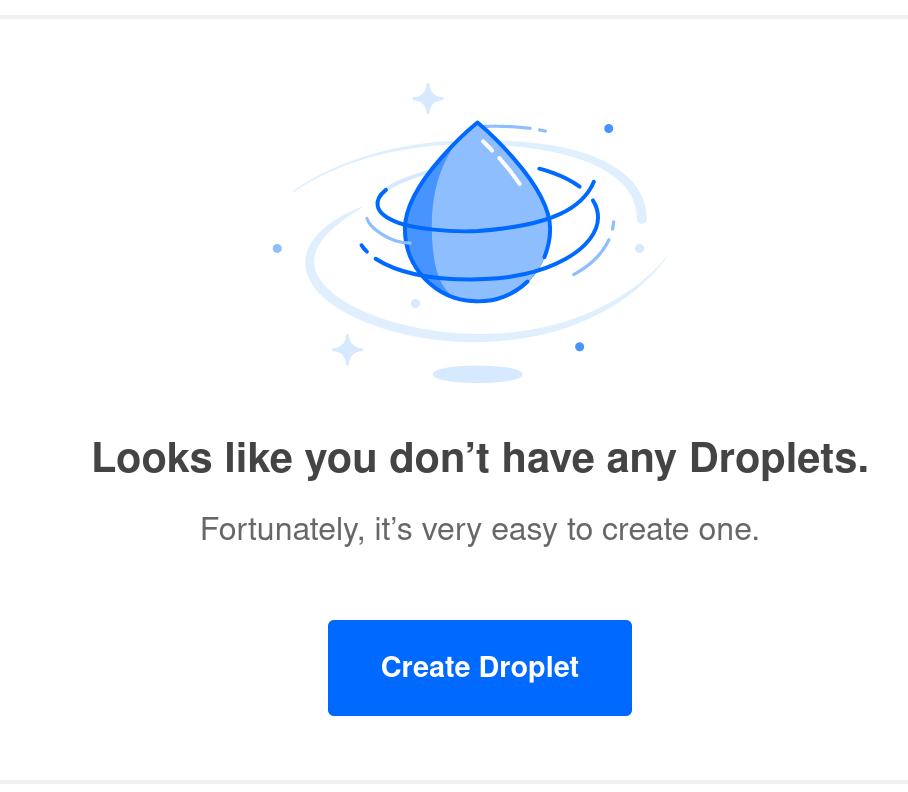 Looks like you don’t have any Droplets.
Fortunately, it’s very easy to create one.
Create Droplet